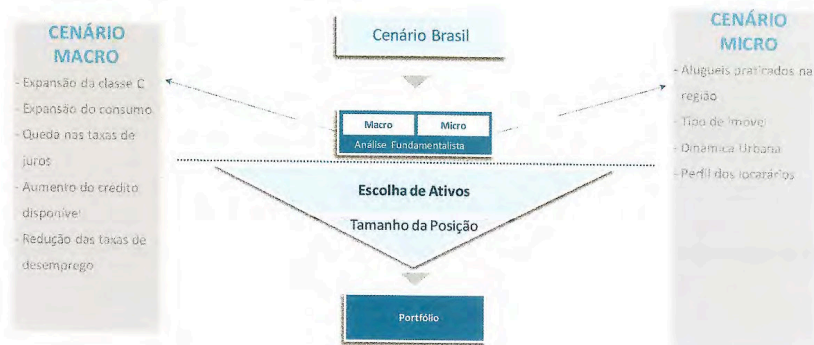 CENÁRIO
MACRO
- Expansão da classe C
- Expansão do consumo
- Queda nas taxas de
juros
- Aumento do credito
disponível
- Redução das taxas de
desemprego
Cenário Brasil
Macro
Micro
Análise Fundamentalista
Escolha de Ativos
Tamanho da Posição
Portfólio
CENÁRIO
MICRO
- Alugueis praticados na
região
- Tipo de imóvel
- Dinâmica Urbana
- Perfil dos locatários